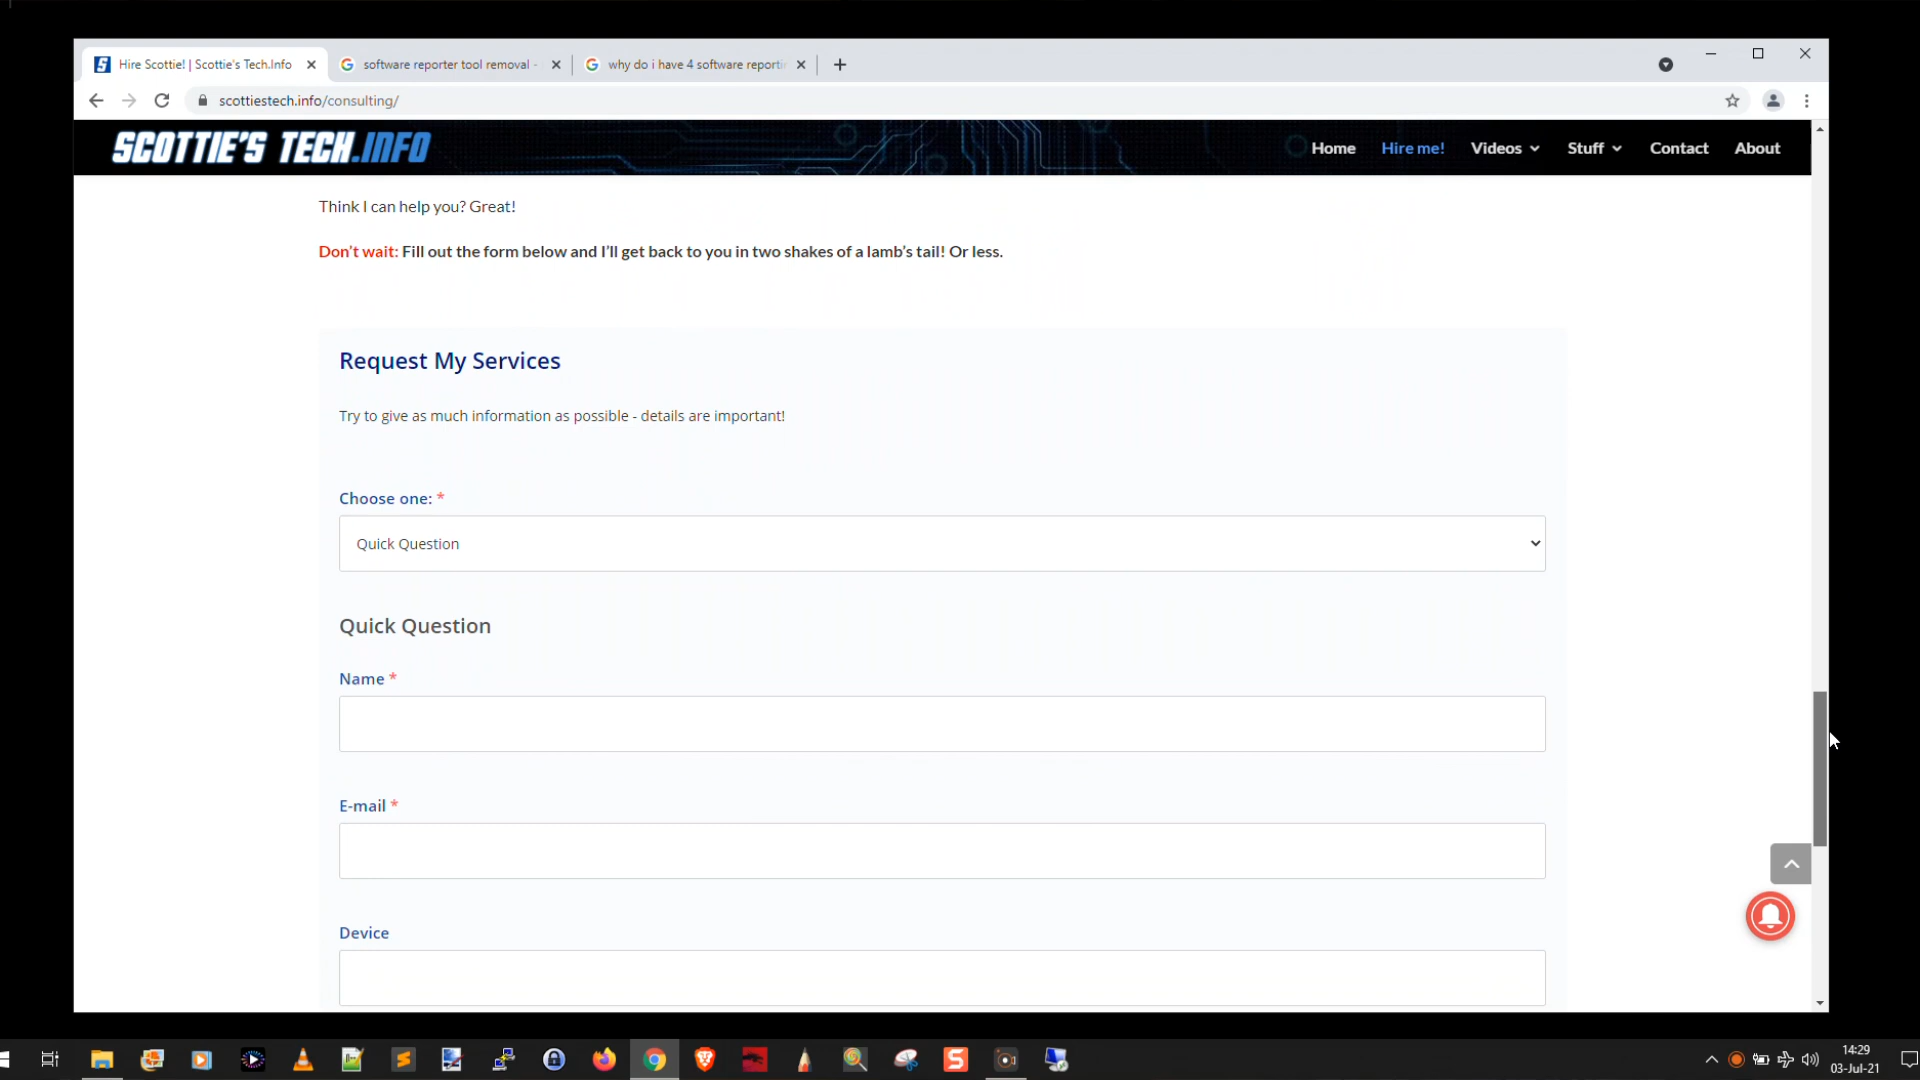 Hire Scottie! | Scottie's Tech.Info
software reporter tool removal -
why do i have 4 software reporti
scottiestech.info/consulting/
SCOTTIE'S TECH.INFO
Home
Hire me!
Videos
Stuff
Contact
About
Think I can help you? Great!
Don't wait: Fill out the form below and I'll get back to you in two shakes of a lamb's tail! Or less.
Request My Services
Try to give as much information as possible - details are important!
Choose one: *
Quick Question
Quick Question
Name *
E-mail *
Device
14:29
03-Jul-21